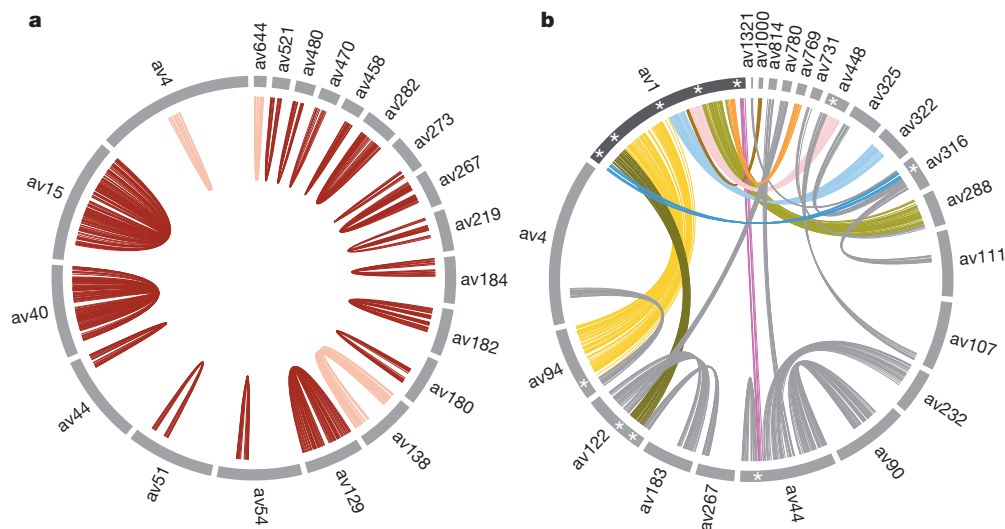 a
av4
av644
av521
av480
av470
av458
av282
av273
av267
av219
av184
av182
av180
av138
av129
av54
av51
av44
av40
av15
b
av1
*
*
*
*
*
av1321
av1000
av814
av780
av769
av731
av448
*
av325
av322
av316
*
av288
av111
av107
av232
av90
av44
*
av267
av183
av122
*
*
av94
*
av4